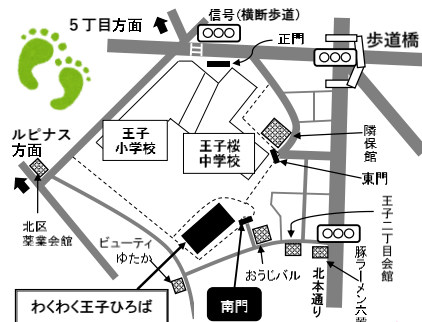 信号(横断歩道)
5丁目方面
正門
歩道橋
ルピナス
方面
王子
小学校
王子桜
中学校
隣保館
東門
北区
薬業会館
ビューティ
ゆたか
おうじバル
王子二丁目会館
豚ラーメン六
北本通り
わくわく王子ひろば
南門